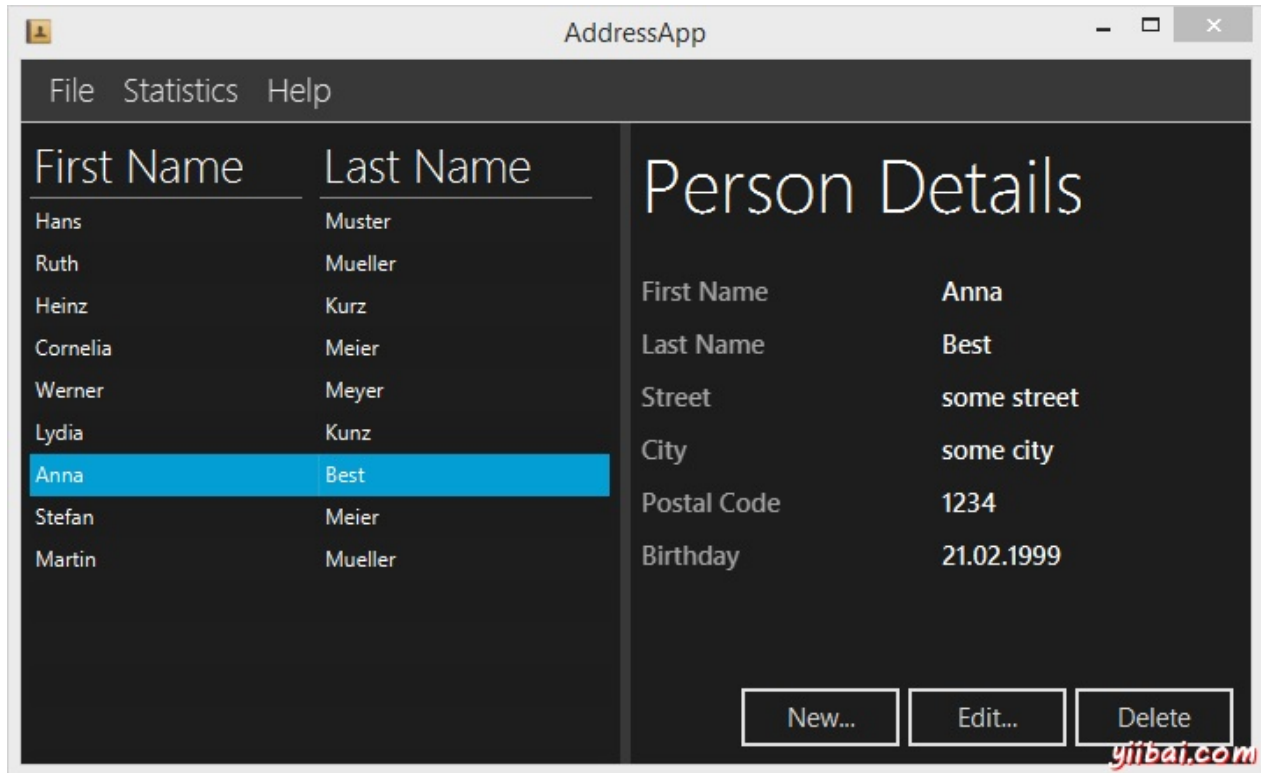 AddressApp
File Statistics Help
First Name Last Name
Hans Muster
Ruth Mueller
Heinz Kurz
Cornelia Meier
Werner Meyer
Lydia Kunz
Anna Best
Stefan Meier
Martin Mueller
Person Details
First Name Anna
Last Name Best
Street some street
City some city
Postal Code 1234
Birthday 21.02.1999
New... Edit... Delete
yiibai.com